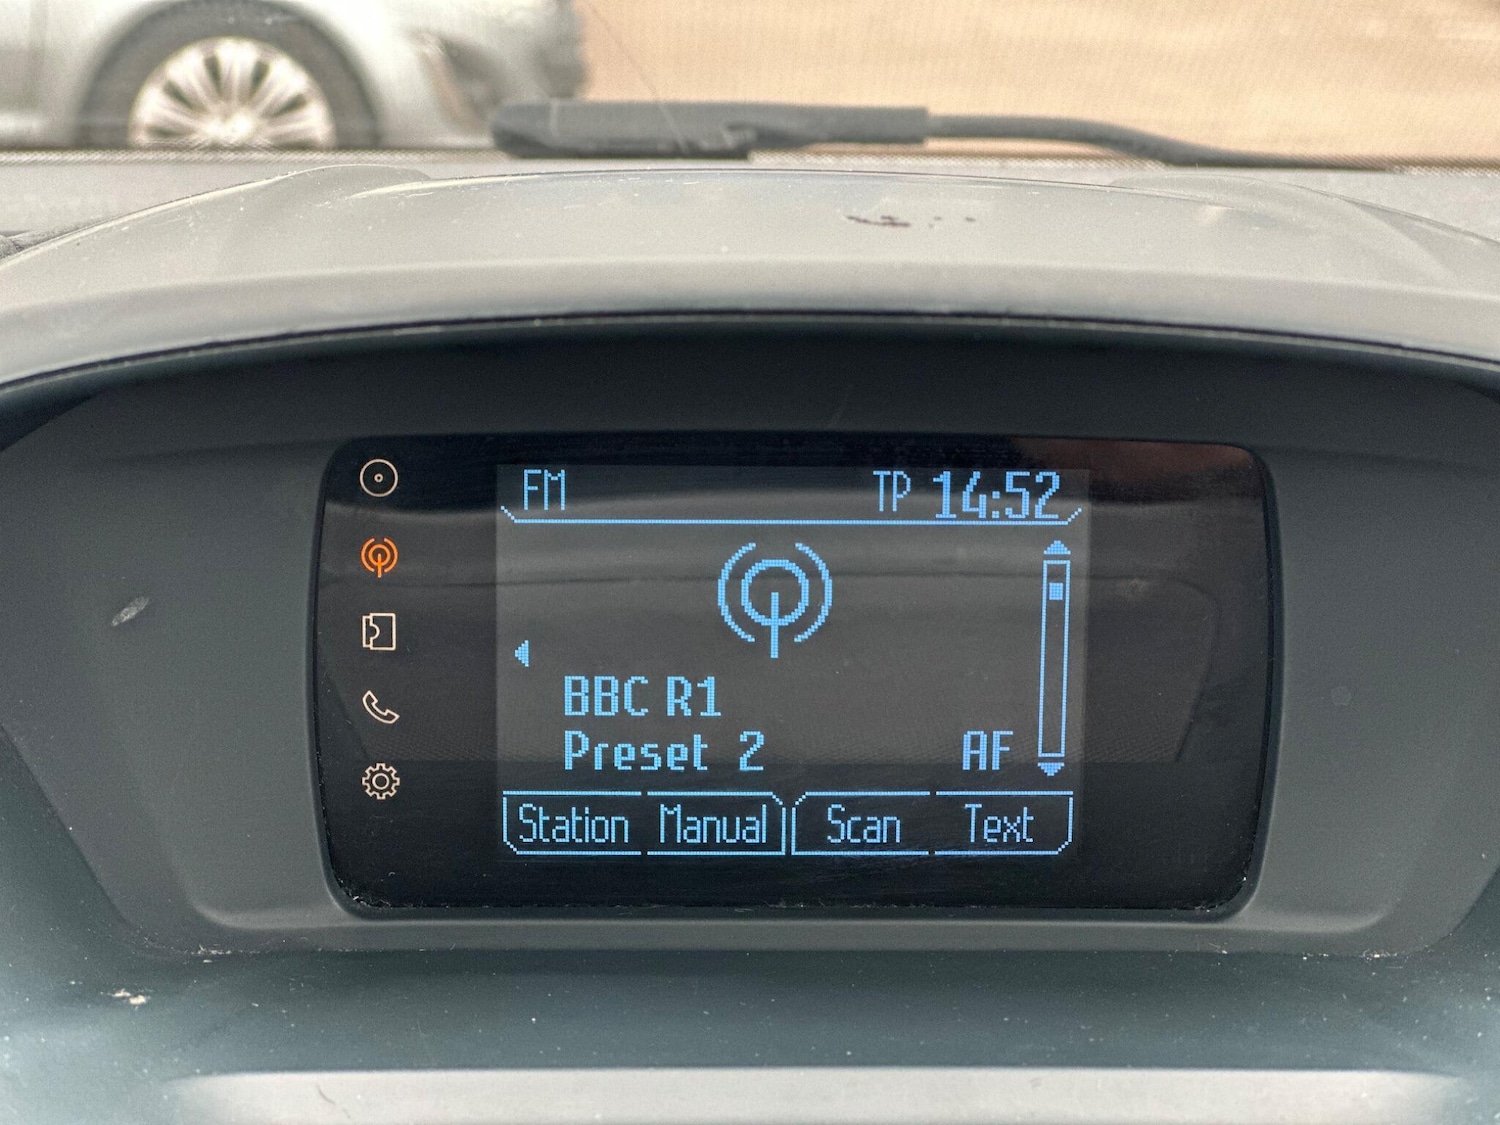 FM TP 14:52
BBC R1
Preset 2 AF
Station Manual Scan Text